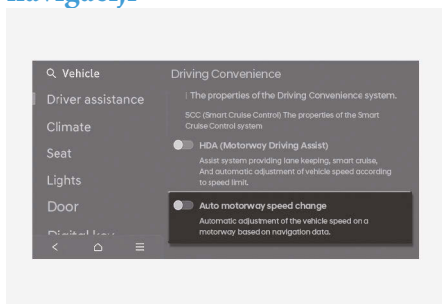 Vehicle
Driver assistance
Climate
Seat
Lights
Door
Driving Convenience
: The properties of the Driving Convenience system.
SCC (Smart Cruise Control) The properties of the Smart
Cruise Control system
HDA (Motorway Driving Assist)
Assist system providing lane keeping, smart cruise,
And automatic adjustment of vehicle speed according
to speed limit.
Auto motorway speed change
Automatic adjustment of the vehicle speed on a
motorway based on navigation data.